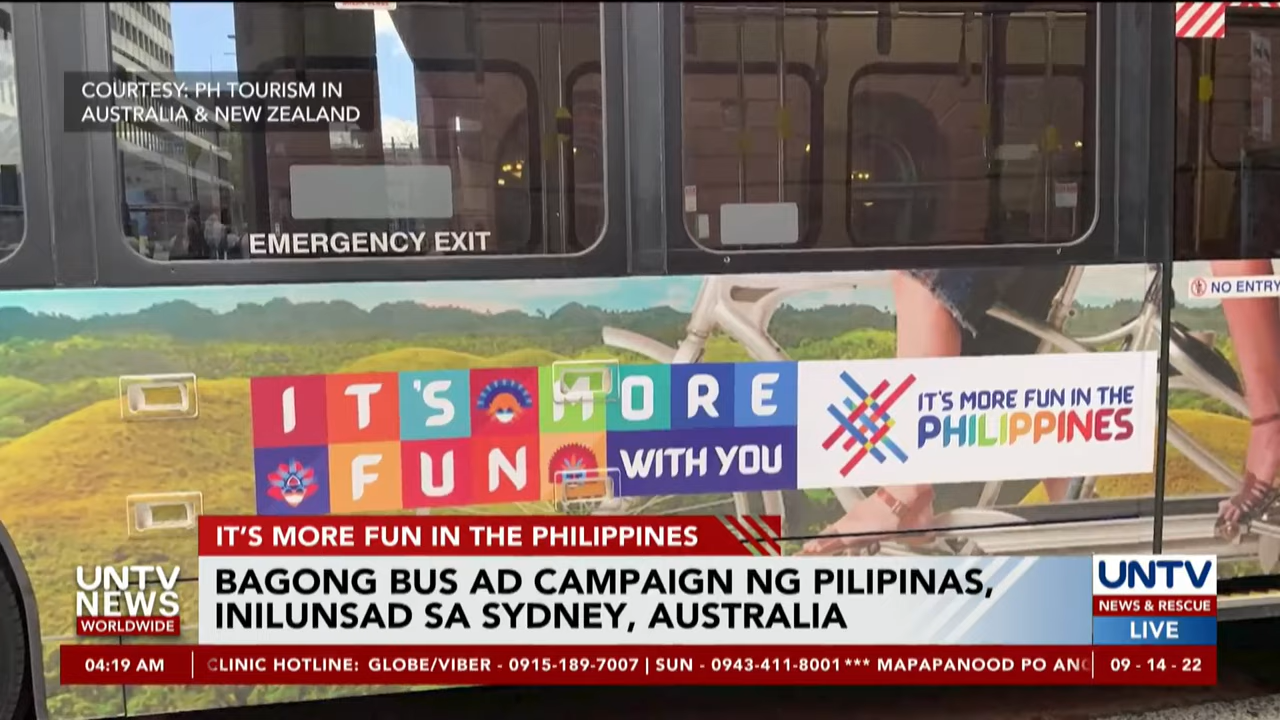 COURTESY: PH TOURISM IN
AUSTRALIA & NEW ZEALAND
EMERGENCY EXIT
NO ENTRY
IT'S MORE
FUN WITH YOU
IT'S MORE FUN IN THE
PHILIPPINES
IT'S MORE FUN IN THE PHILIPPINES
UNTV
NEWS
WORLDWIDE
BAGONG BUS AD CAMPAIGN NG PILIPINAS,
INILUNSAD SA SYDNEY, AUSTRALIA
UNTV
NEWS & RESCUE
LIVE
04:19 AM
CLINIC HOTLINE: GLOBE/VIBER - 0915-189-7007 | SUN - 0943-411-8001*** MAPAPANOOD PO ANG
09 - 14 - 22